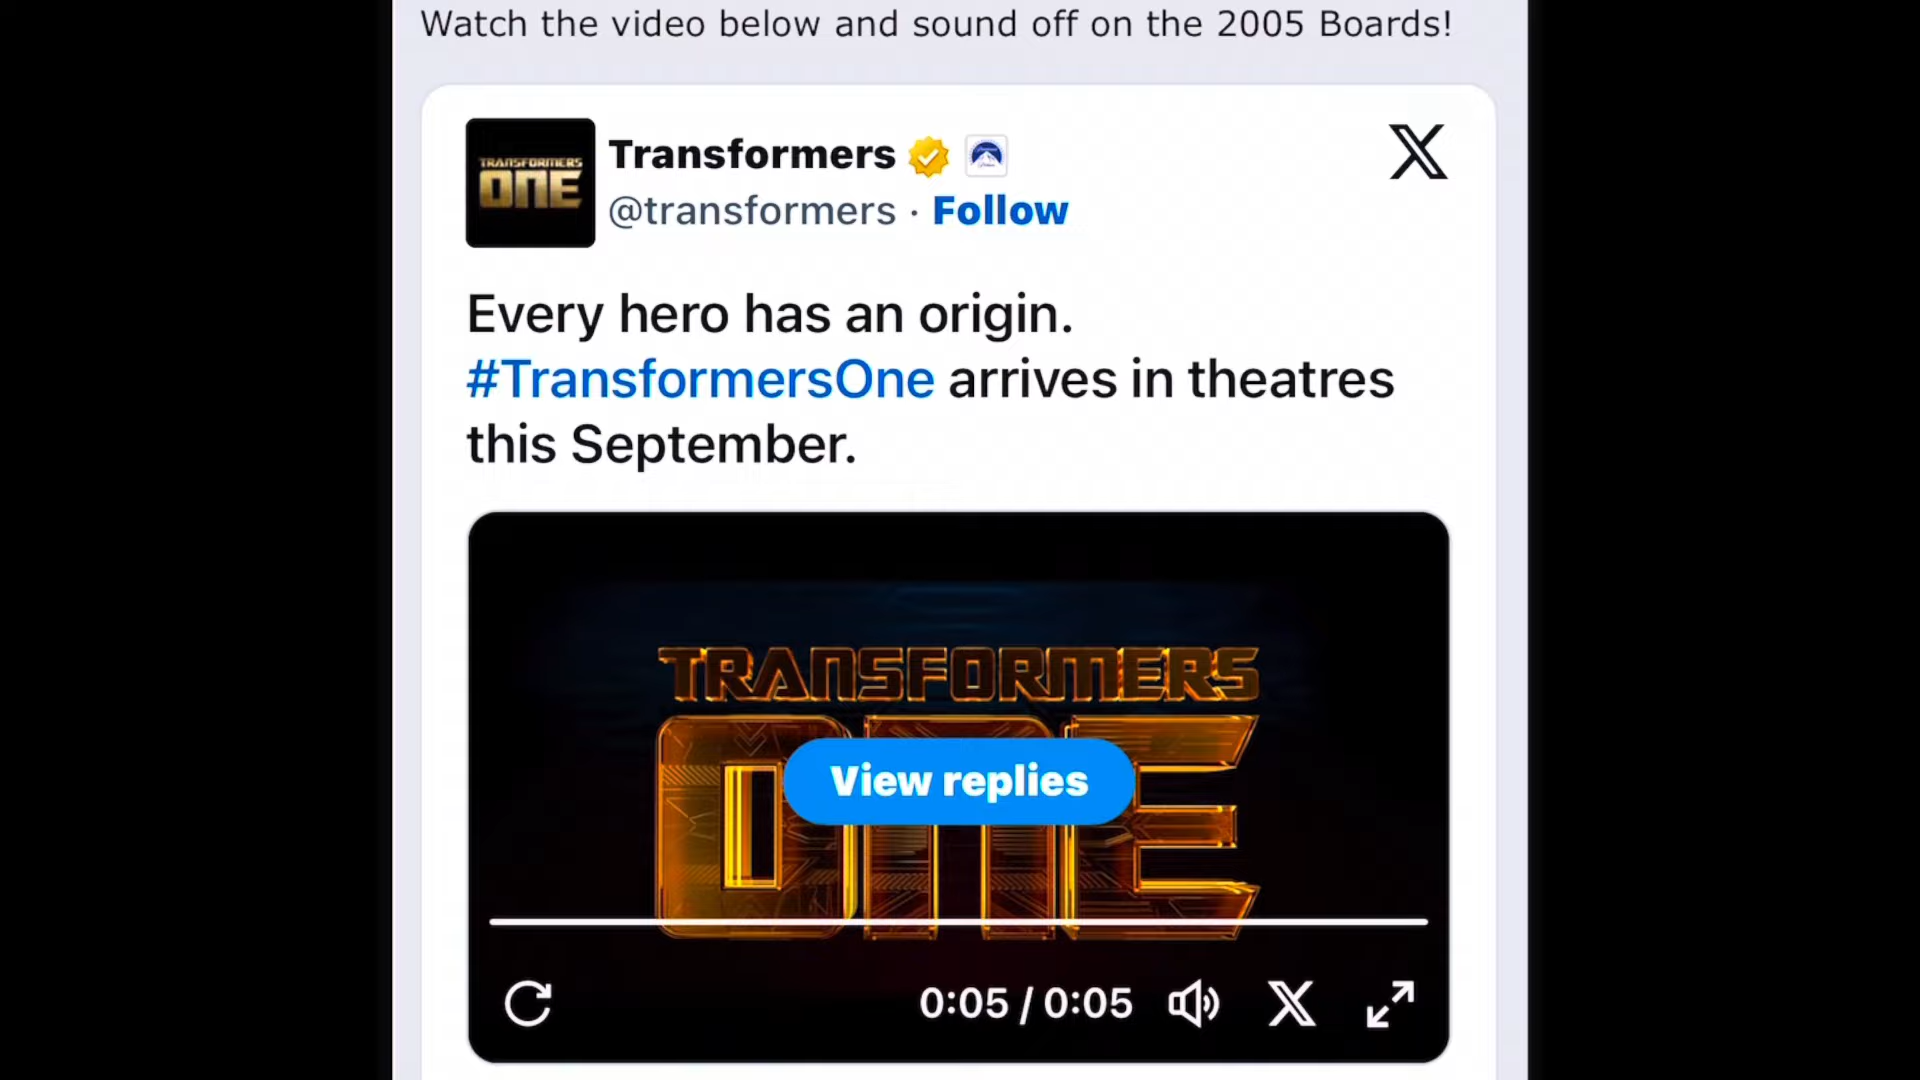 Watch the video below and sound off on the 2005 Boards!
TRANSFORMERS
ONE
Transformers
@transformers · Follow
Every hero has an origin.
#TransformersOne arrives in theatres
this September.
TRANSFORMERS
ONE
View replies
0:05 / 0:05